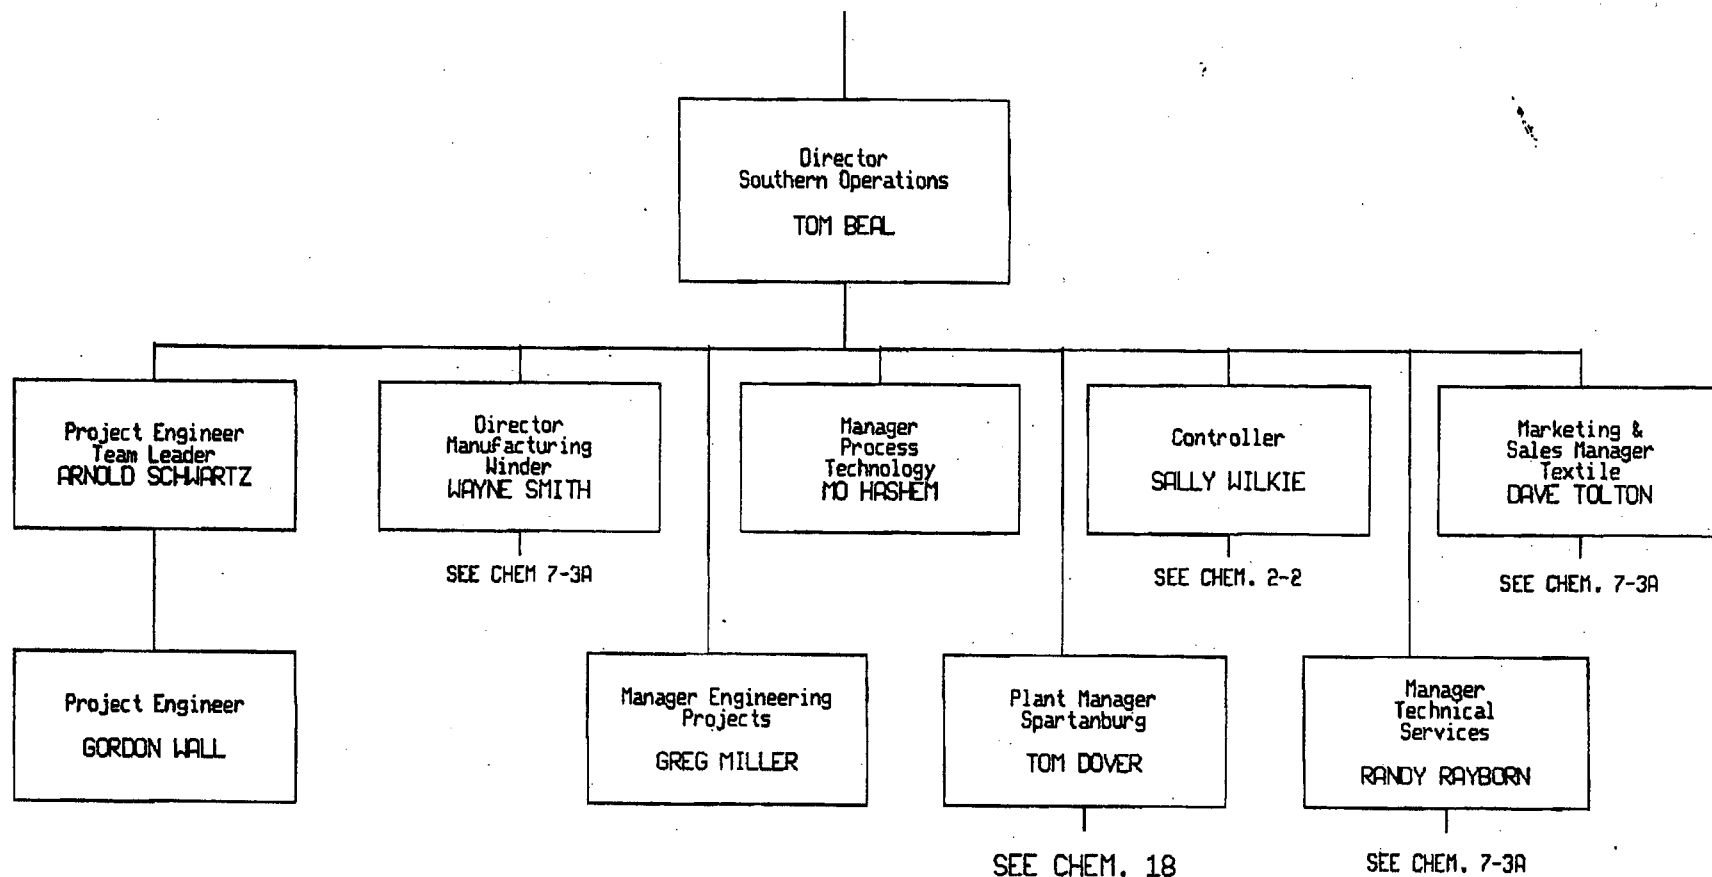 Director
Southern Operations
TOM BEAL
Project Engineer
Team Leader
ARNOLD SCHWARTZ
Director
Manufacturing
Winder
WAYNE SMITH
SEE CHEM 7-3A
Manager
Process
Technology
MO HASHEM
Controller
SALLY WILKIE
SEE CHEM. 2-2
Marketing &
Sales Manager
Textile
DAVE TOLTON
SEE CHEM. 7-3A
Project Engineer
GORDON WALL
Manager Engineering
Projects
GREG MILLER
Plant Manager
Spartanburg
TOM DOVER
SEE CHEM. 18
Manager
Technical
Services
RANDY RAYBORN
SEE CHEM. 7-3A